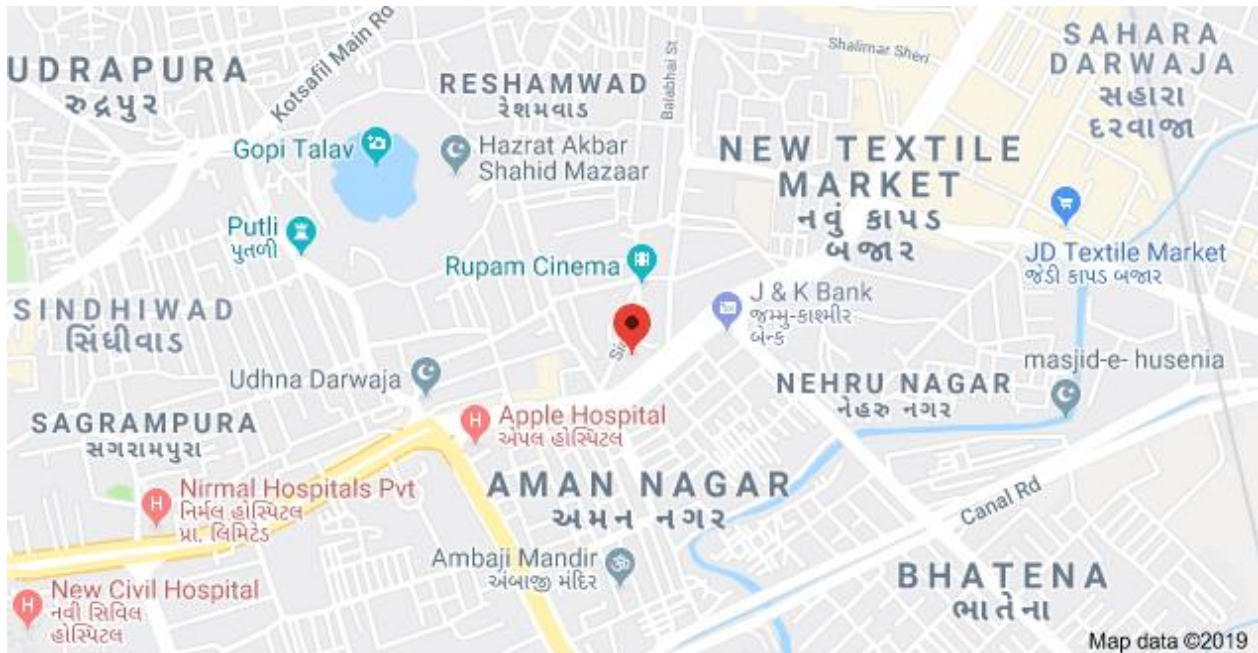 UDRAPURA
રુદ્રપુર
Kotsafil Main Rd
RESHAMWAD
રેશમવાડ
Balabhai St
Shalimar Sheri
SAHARA
DARWAJA
સહારા
દરવાજા
Gopi Talav
Hazrat Akbar
Shahid Mazaar
NEW TEXTILE
MARKET
નવું કાપડ
બજાર
Putli
પુતળી
Rupam Cinema
JD Textile Market
જેડી કાપડ બજાર
SINDHIWAD
સિંધીવાડ
J & K Bank
જમ્મુ-કાશ્મીર
બેન્ક
Udhna Darwaja
masjid-e- husenia
NEHRU NAGAR
નેહરુ નગર
SAGRAMPURA
સગરામપુરા
Apple Hospital
એપલ હોસ્પિટલ
Nirmal Hospitals Pvt
નિર્મલ હોસ્પિટલ
પ્રા. લિમિટેડ
AMAN NAGAR
અમન નગર
Canal Rd
Ambaji Mandir
અંબાજી મંદિર
BHATENA
ભાતેના
New Civil Hospital
નવી સિવિલ
હોસ્પિટલ
Map data ©2019